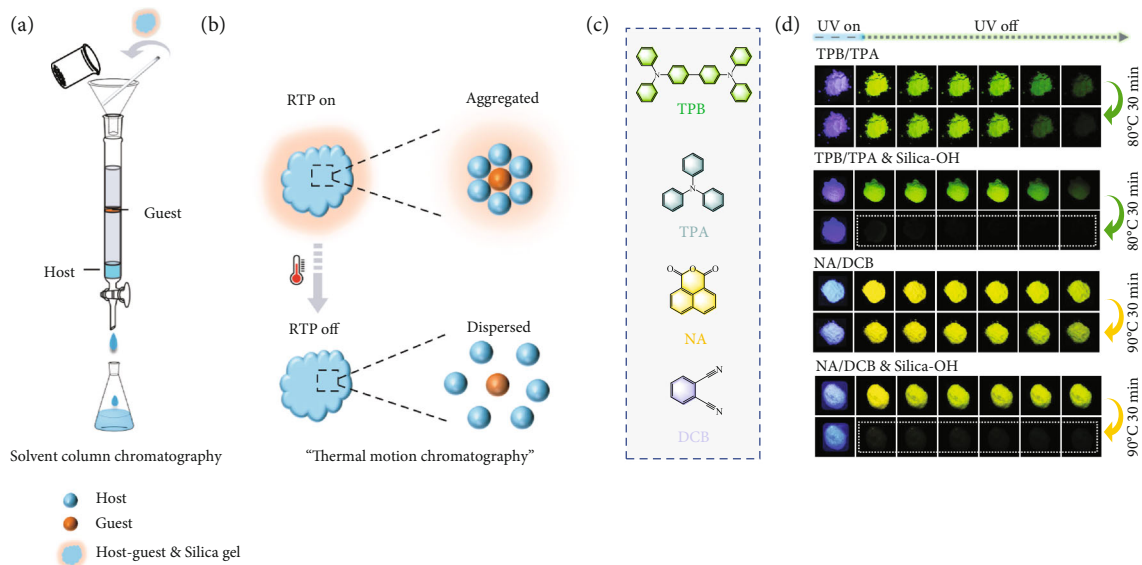 (a)
Guest
Host
Solvent column chromatography
Host
Guest
Host-guest & Silica gel
(b)
RTP on
Aggregated
RTP off
Dispersed
“Thermal motion chromatography”
(c)
N
N
TPB
N
TPA
O O O
NA
N
N
DCB
(d)
UV on
UV off
TPB/TPA
80°C 30 min
TPB/TPA & Silica-OH
80°C 30 min
NA/DCB
90°C 30 min
NA/DCB & Silica-OH
90°C 30 min